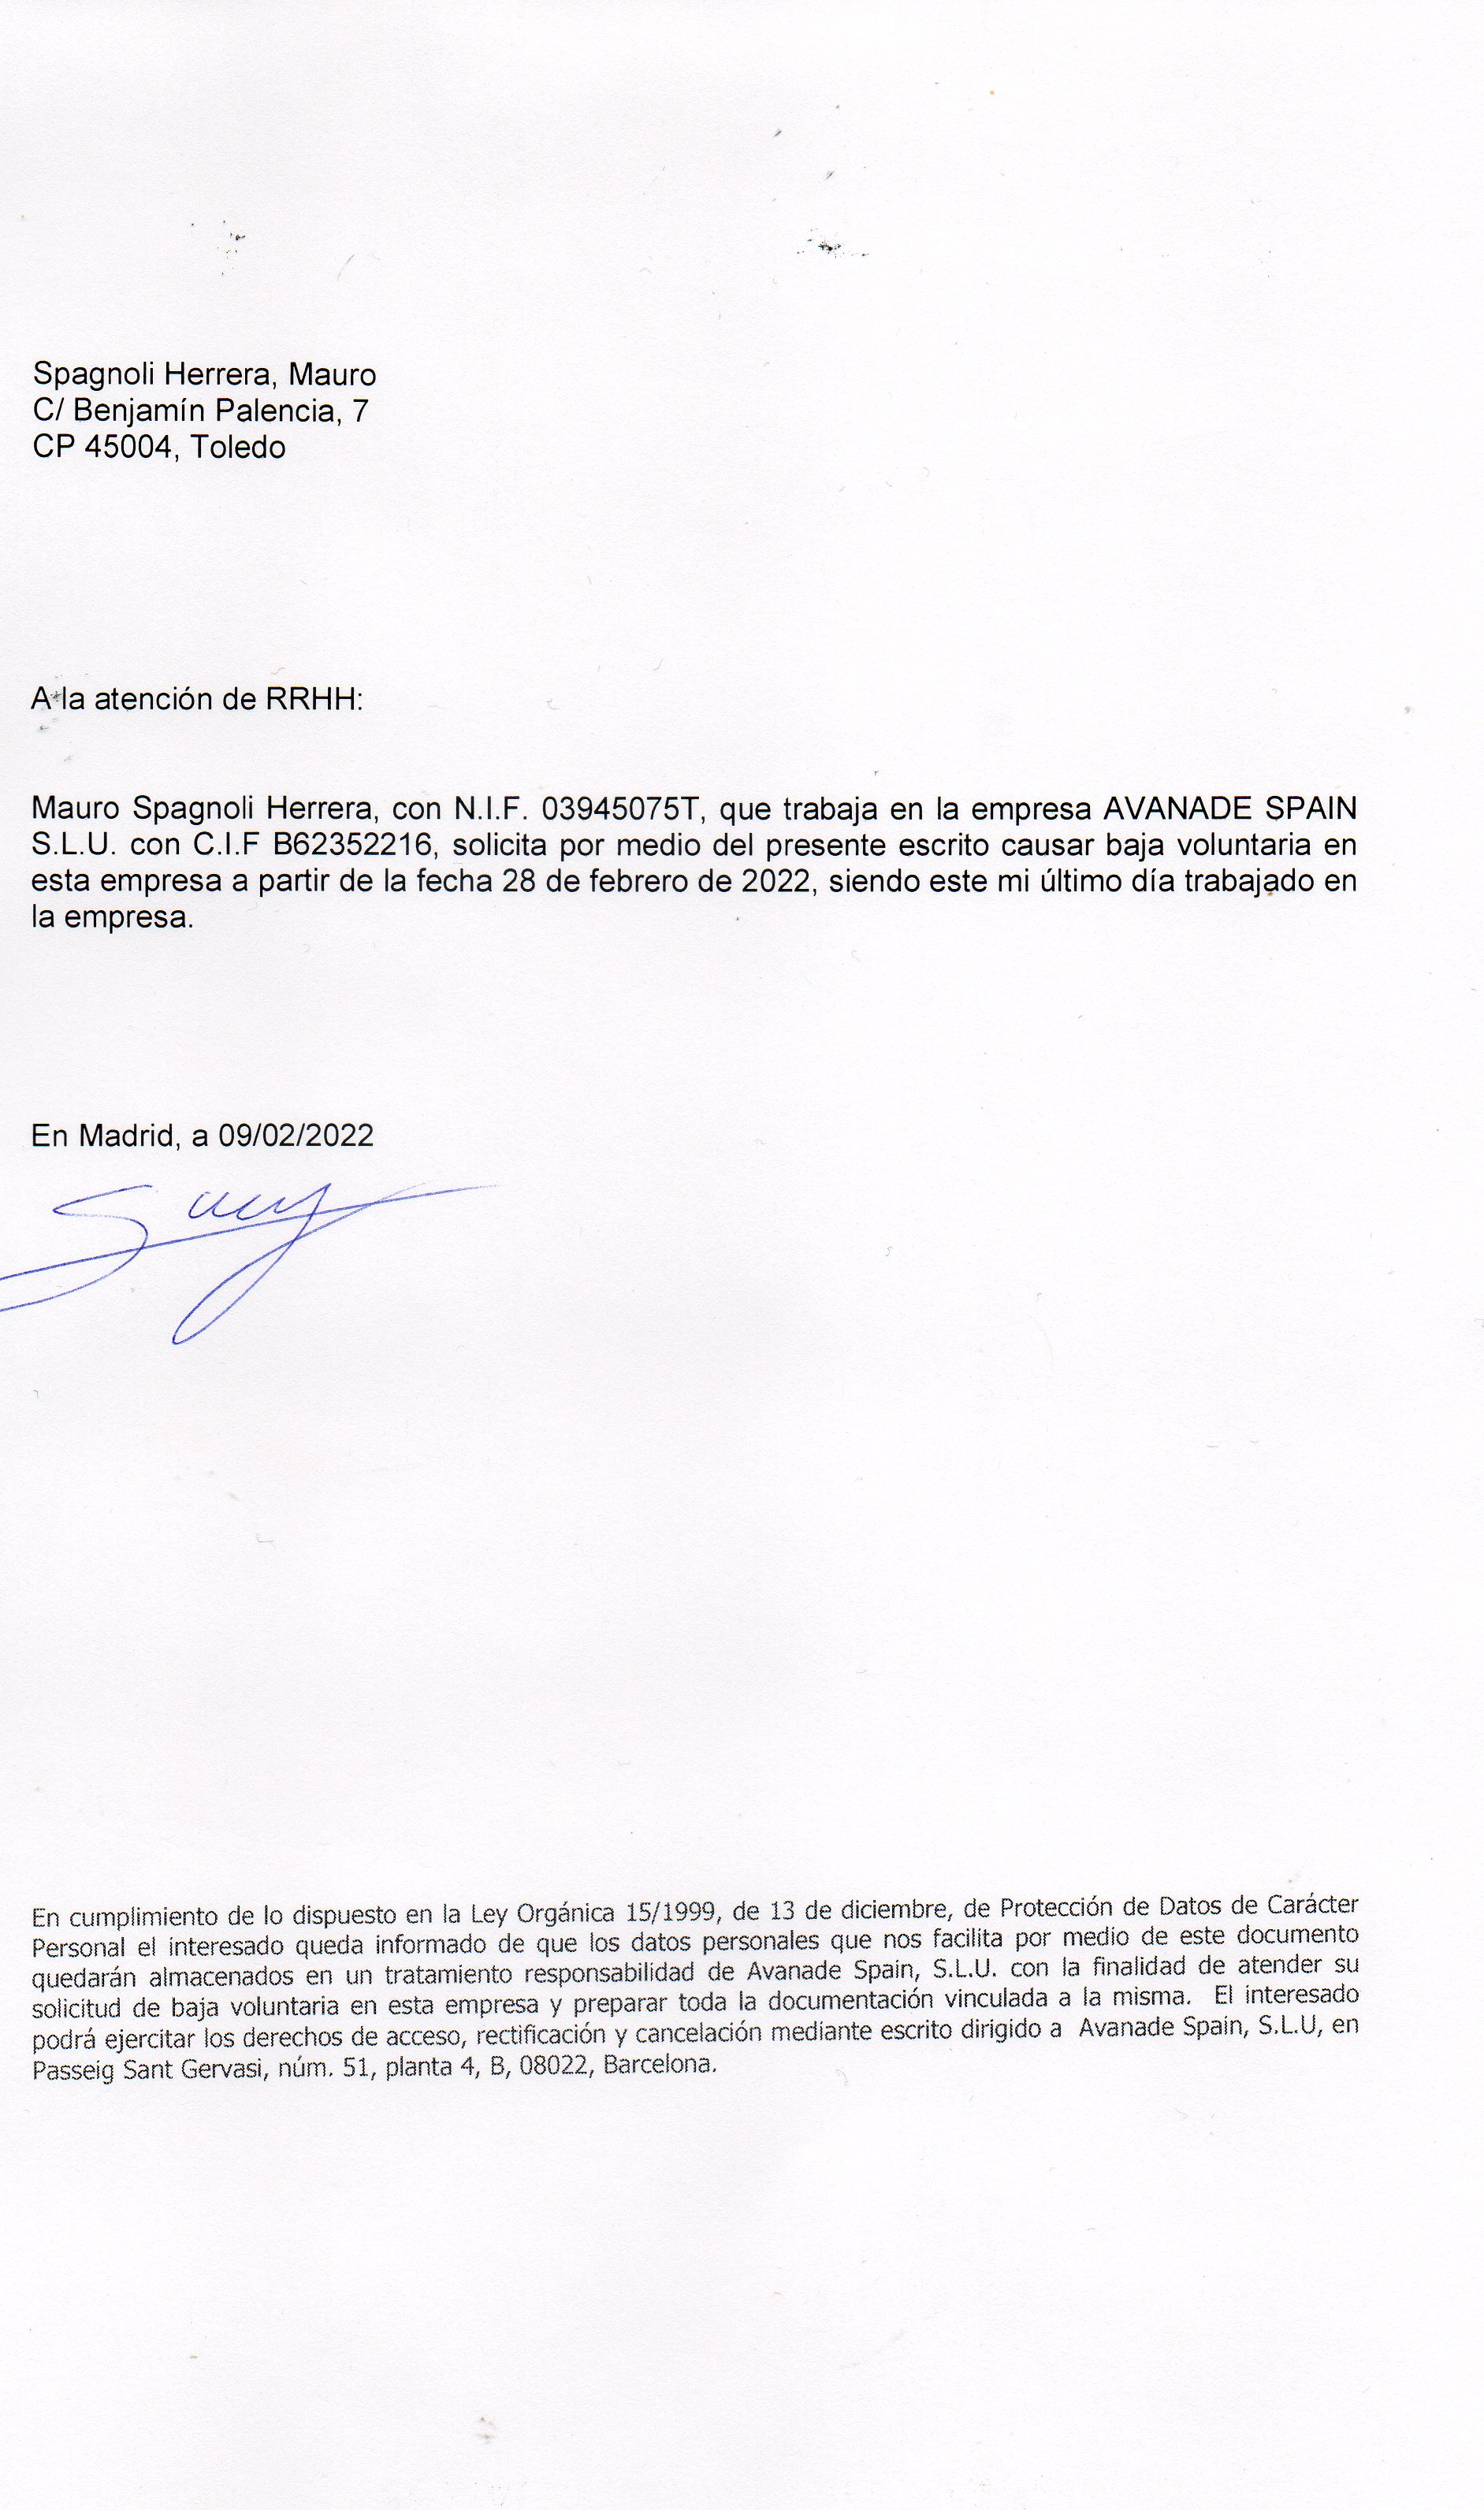 Spagnoli Herrera, Mauro
C/ Benjamín Palencia, 7
CP 45004, Toledo
A la atención de RRHH:
Mauro Spagnoli Herrera, con N.I.F. 03945075T, que trabaja en la empresa AVANADE SPAIN
S.L.U. con C.I.F B62352216, solicita por medio del presente escrito causar baja voluntaria en
esta empresa a partir de la fecha 28 de febrero de 2022, siendo este mi último día trabajado en
la empresa.
En Madrid, a 09/02/2022
En cumplimiento de lo dispuesto en la Ley Orgánica 15/1999, de 13 de diciembre, de Protección de Datos de Carácter
Personal el interesado queda informado de que los datos personales que nos facilita por medio de este documento
quedarán almacenados en un tratamiento responsabilidad de Avanade Spain, S.L.U. con la finalidad de atender su
solicitud de baja voluntaria en esta empresa y preparar toda la documentación vinculada a la misma.  El interesado
podrá ejercitar los derechos de acceso, rectificación y cancelación mediante escrito dirigido a  Avanade Spain, S.L.U, en
Passeig Sant Gervasi, núm. 51, planta 4, B, 08022, Barcelona.